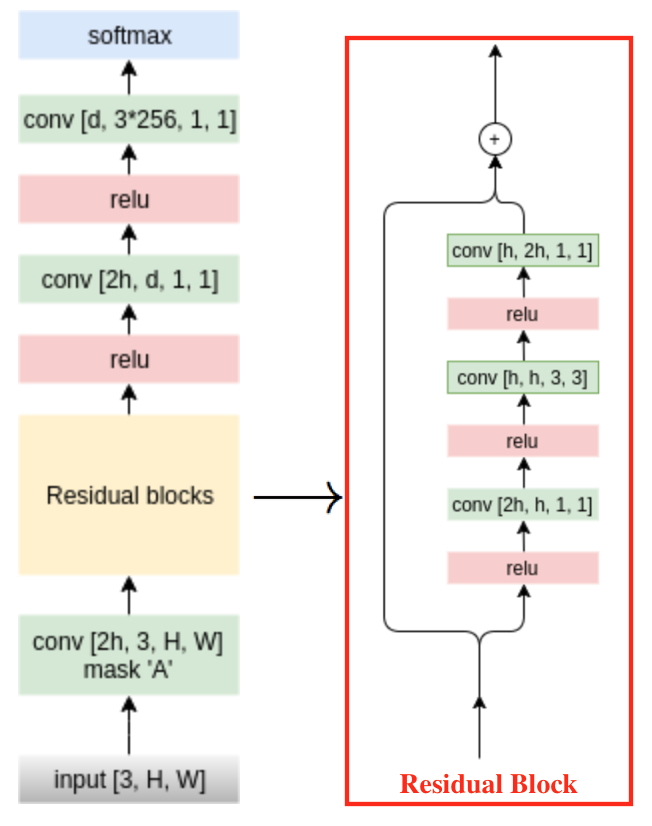 softmax
conv [d, 3*256, 1, 1]
relu
conv [2h, d, 1, 1]
relu
Residual blocks
conv [2h, 3, H, W]
mask 'A'
input [3, H, W]
+
conv [h, 2h, 1, 1]
relu
conv [h, h, 3, 3]
relu
conv [2h, h, 1, 1]
relu
Residual Block